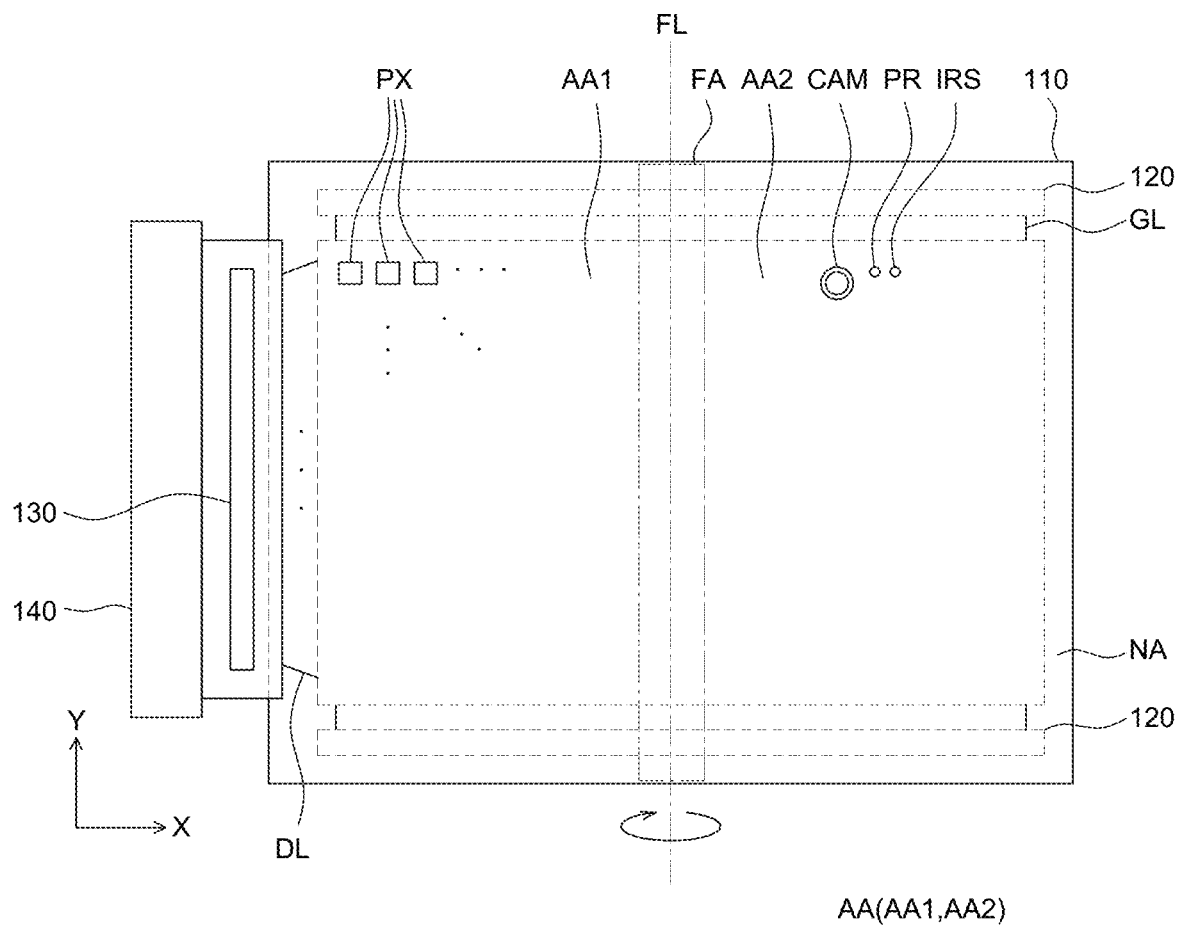 FL
PX AA1 FA AA2 CAM PR IRS 110
120
GL
130
140
NA
120
Y
X
DL
AA(AA1,AA2)